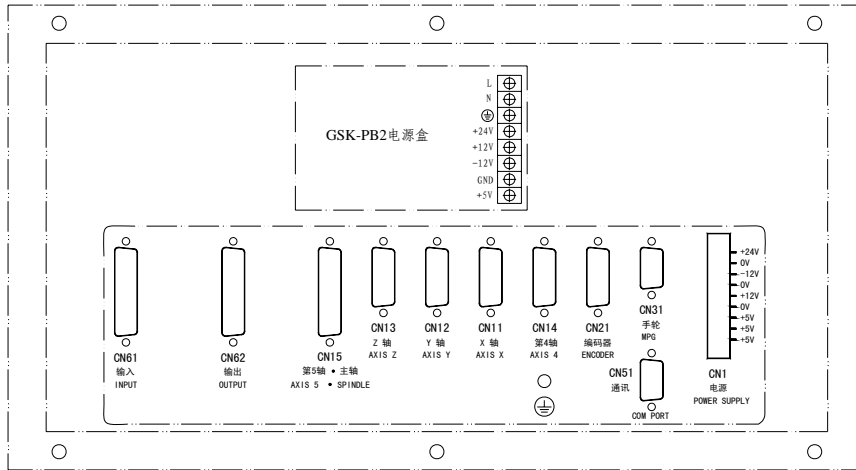 L
N
GSK-PB2电源盒
+24V
+12V
-12V
GND
+5V
+24V
0V
-12V
0V
+12V
0V
+5V
+5V
+5V
CN61
输入
INPUT
CN62
输出
OUTPUT
CN15
第5轴 • 主轴
AXIS 5 • SPINDLE
CN13
Z 轴
AXIS Z
CN12
Y 轴
AXIS Y
CN11
X 轴
AXIS X
CN14
第4轴
AXIS 4
CN21
编码器
ENCODER
CN31
手轮
MPG
CN51
通讯
COM PORT
CN1
电源
POWER SUPPLY